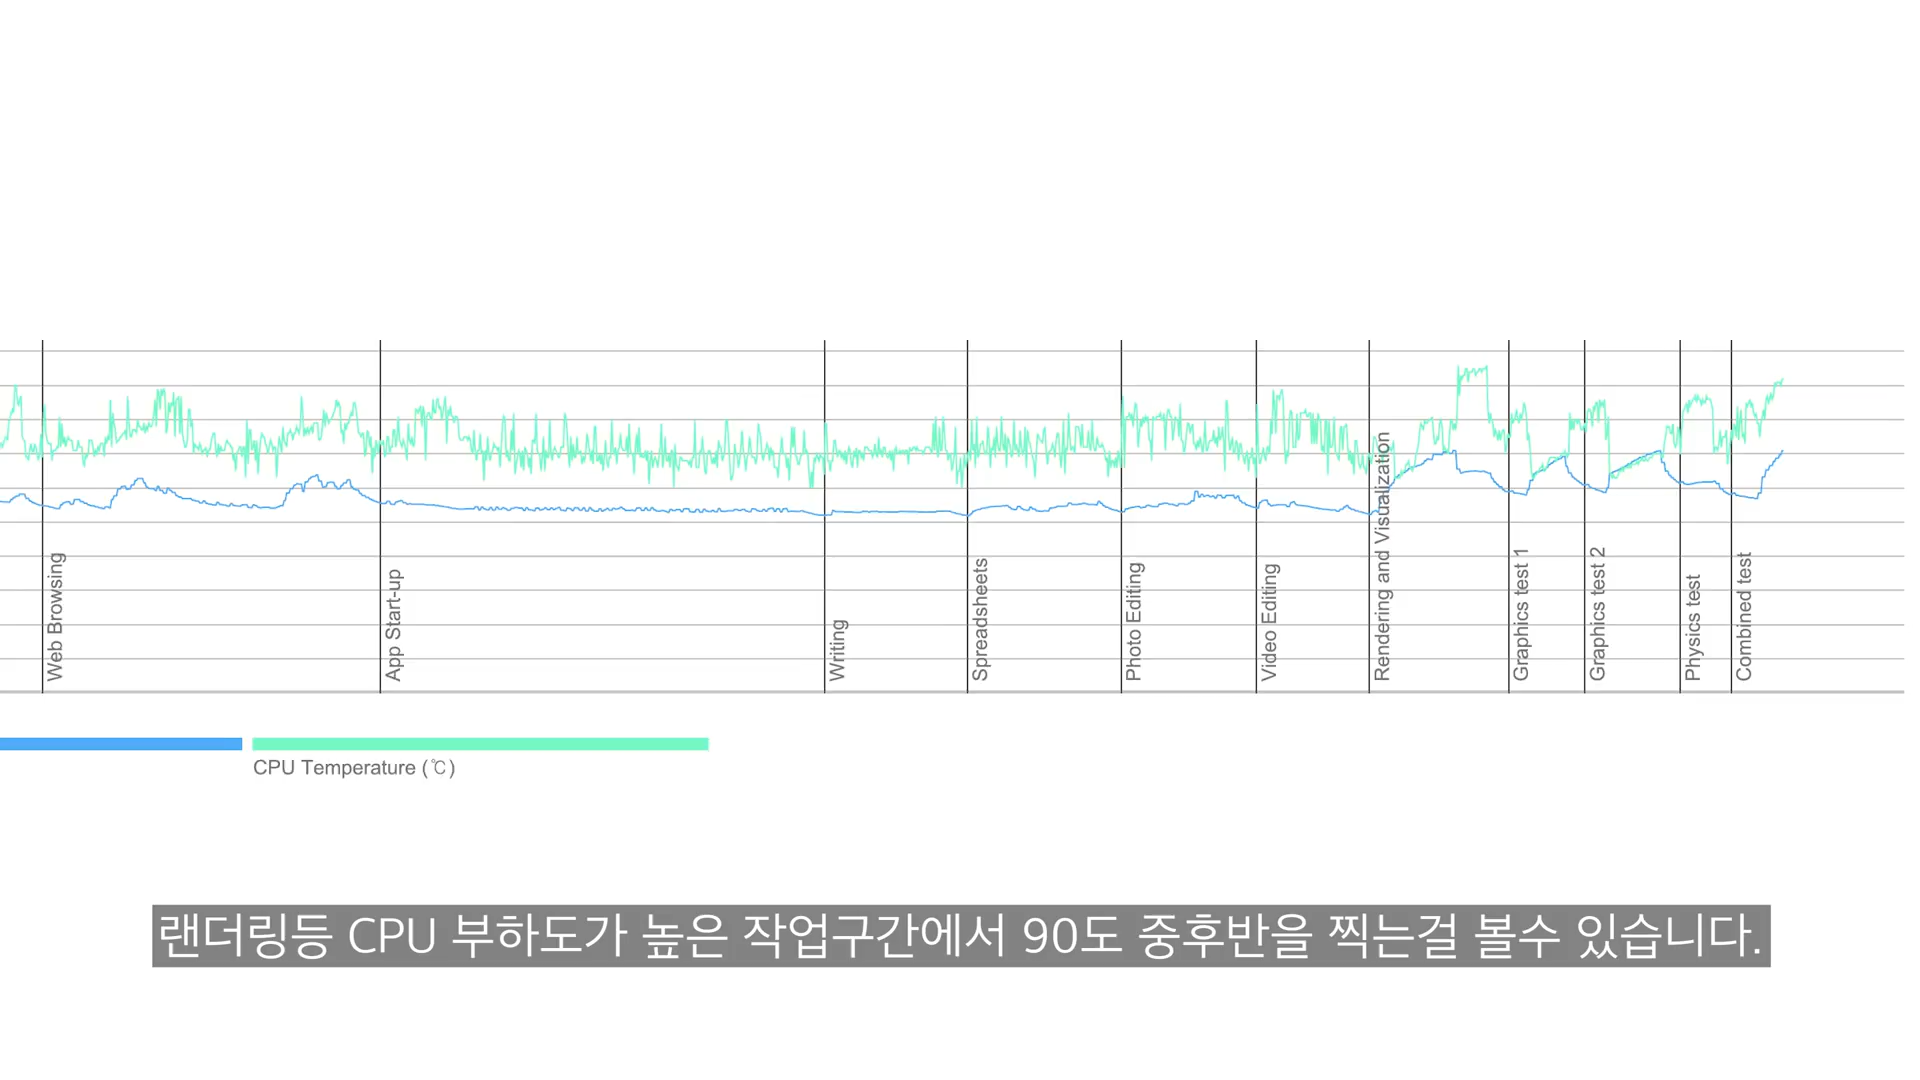 Web Browsing
App Start-up
Writing
Spreadsheets
Photo Editing
Video Editing
Rendering and Visualization
Graphics test 1
Graphics test 2
Physics test
Combined test
CPU Temperature (℃)
랜더링등 CPU 부하도가 높은 작업구간에서 90도 중후반을 찍는걸 볼수 있습니다.